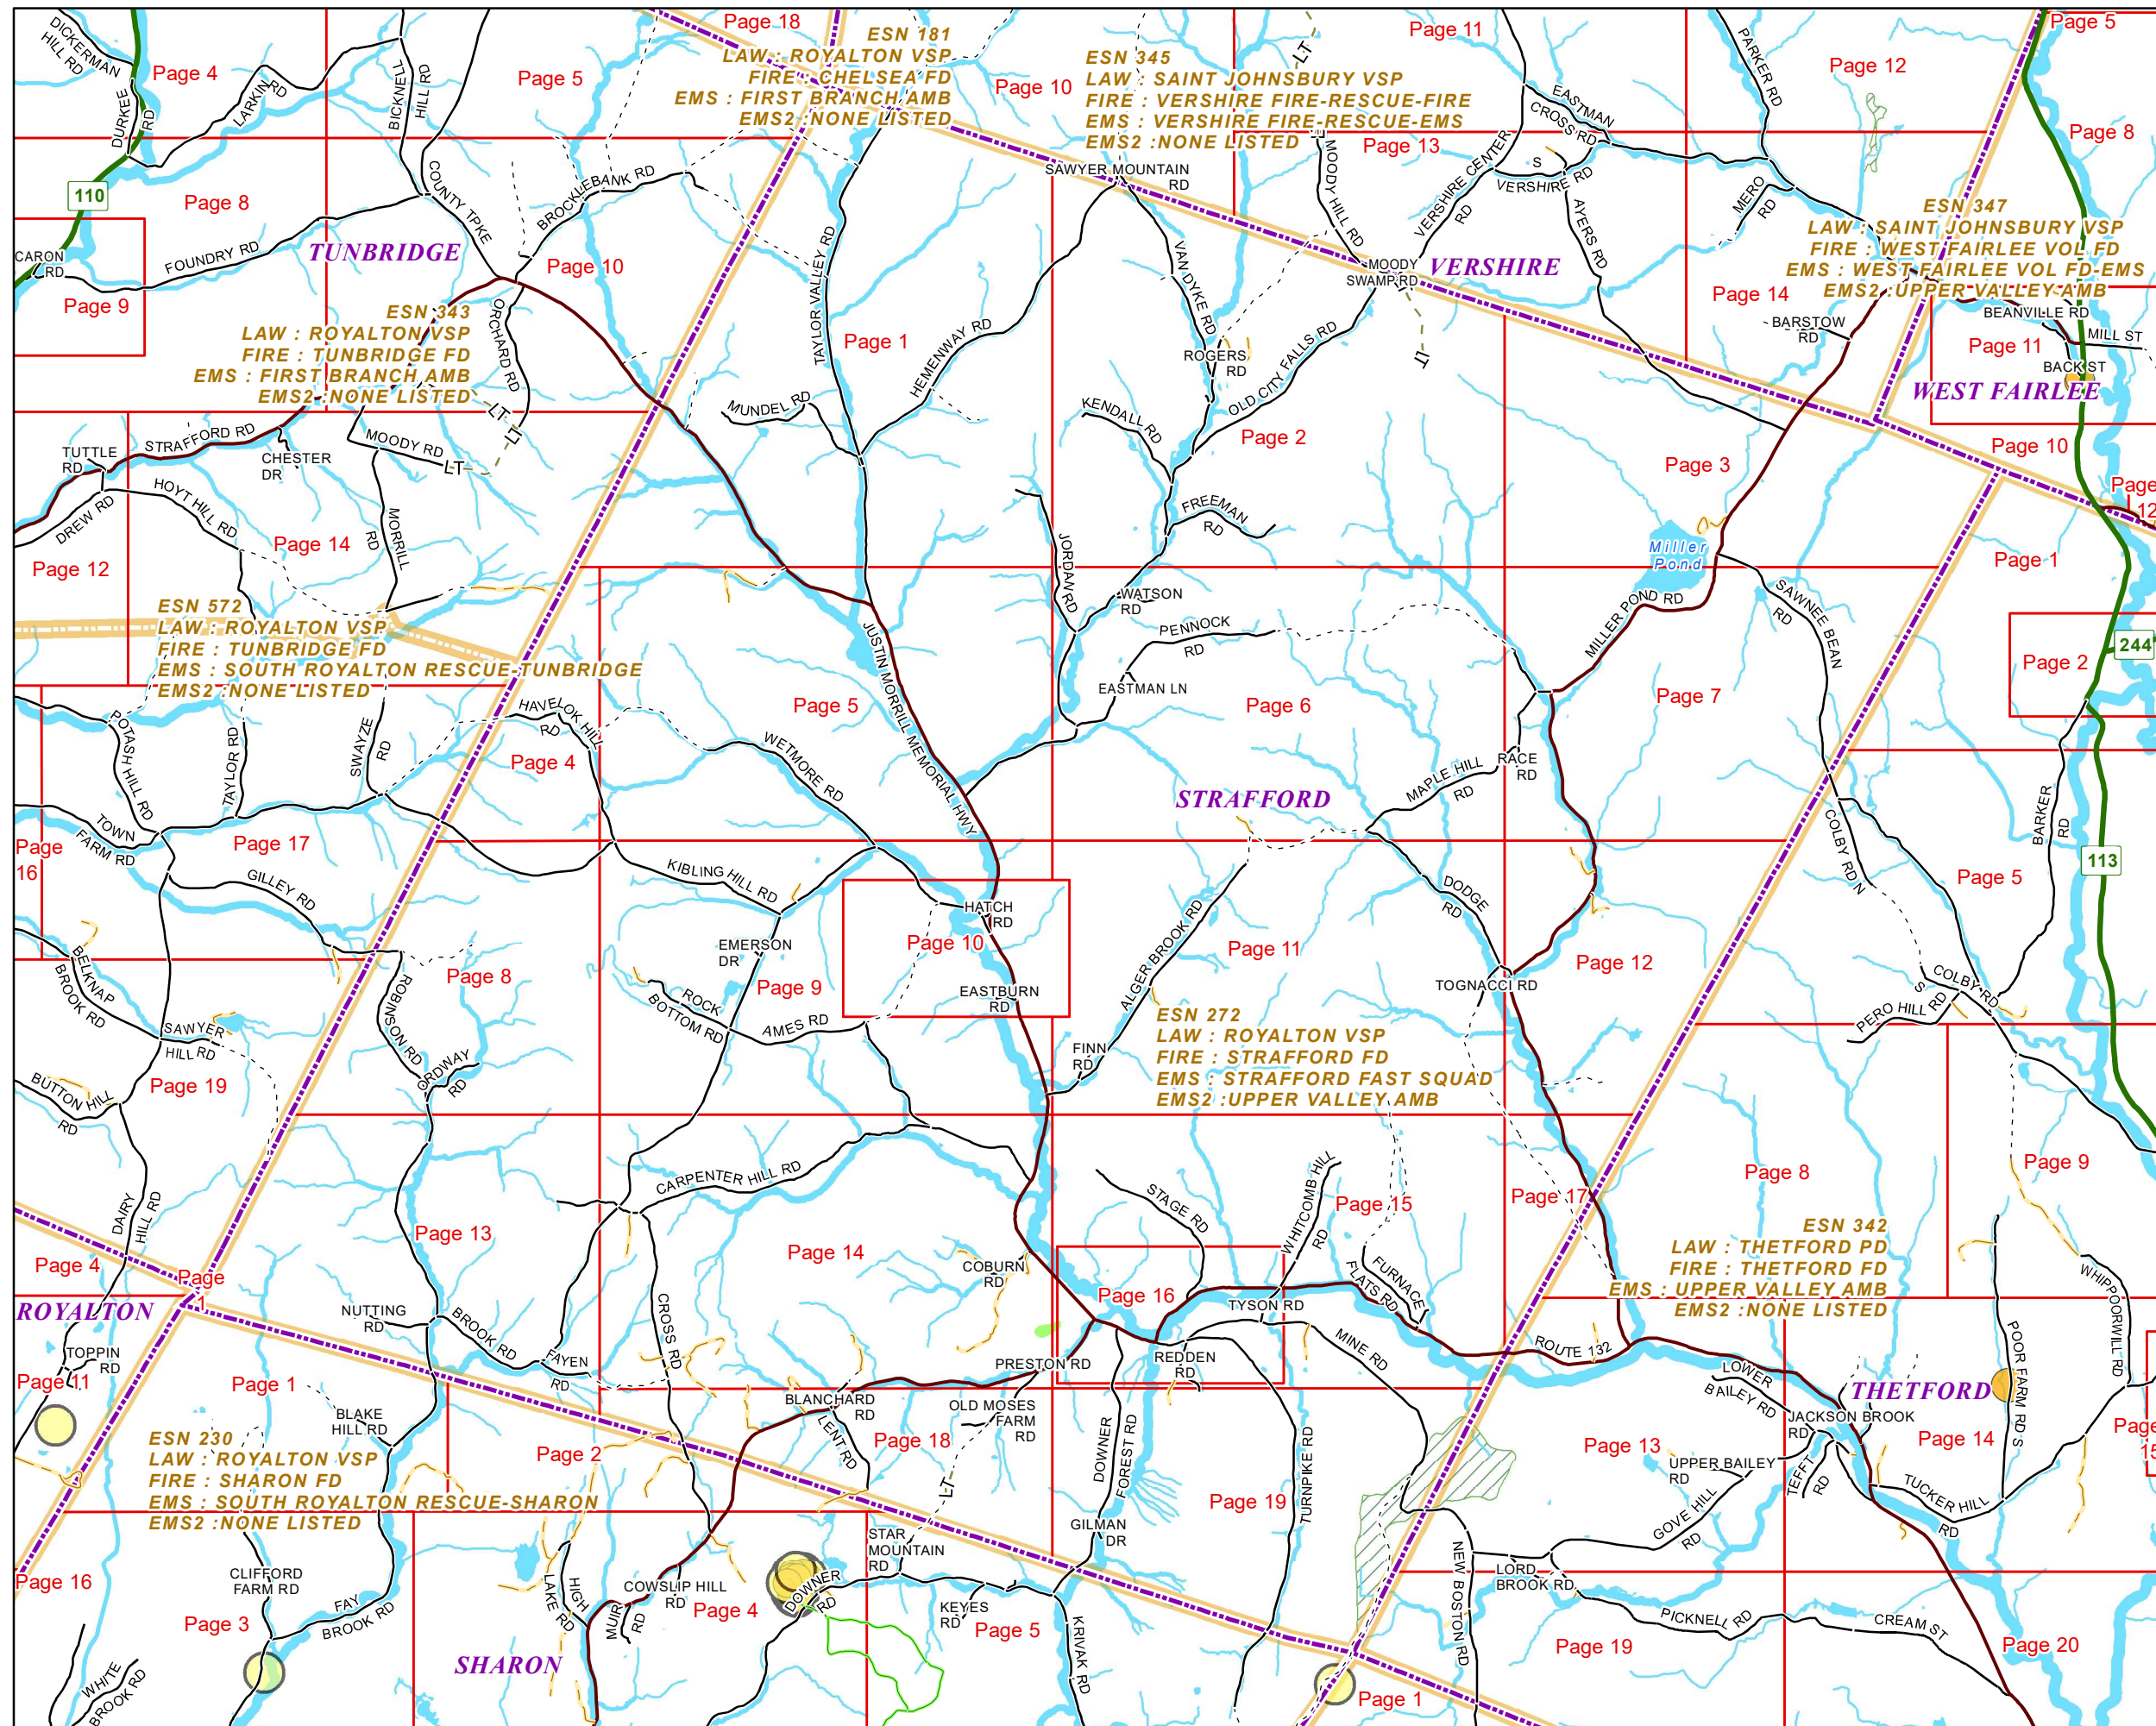 Page 18
DICKERMAN
HILL RD
Page 4
DURKEE
RD
LARKIN RD
BICKNELL
HILL RD
Page 5
ESN 181
LAW : ROYALTON VSP
FIRE : CHELSEA FD
EMS : FIRST BRANCH AMB
EMS2 :NONE LISTED
Page 10
ESN 345
LAW : SAINT JOHNSBURY VSP
FIRE : VERSHIRE FIRE-RESCUE-FIRE
EMS : VERSHIRE FIRE-RESCUE-EMS
EMS2 :NONE LISTED
LT
Page 11
PARKER RD
Page 12
Page 5
Page 8
EASTMAN
CROSS RD
Page 13
MOODY HILL RD
VERSHIRE CENTER
RD
S
VERSHIRE RD
AYERS RD
MERO
RD
SAWYER MOUNTAIN
RD
110
Page 8
CARON
RD
FOUNDRY RD
Page 9
TUNBRIDGE
COUNTY TPKE
BROCKLEBANK RD
Page 10
TAYLOR VALLEY RD
Page 1
HEMENWAY RD
VAN DYKE RD
MOODY
SWAMP RD
VERSHIRE
ESN 347
LAW : SAINT JOHNSBURY VSP
FIRE : WEST FAIRLEE VOL FD
EMS : WEST FAIRLEE VOL FD-EMS
EMS2 :UPPER VALLEY AMB
Page 14
BARSTOW
RD
BEANVILLE RD
MILL ST
Page 11
BACK ST
WEST FAIRLEE
Page 10
Page
12
ESN 343
LAW : ROYALTON VSP
FIRE : TUNBRIDGE FD
EMS : FIRST BRANCH AMB
EMS2 :NONE LISTED
ORCHARD RD
LT
LT
LT
ROGERS
RD
OLD CITY FALLS RD
LT
MUNDEL RD
KENDALL RD
Page 2
Page 3
TUTTLE
RD
STRAFFORD RD
CHESTER
DR
MOODY RD
HOYT HILL RD
DREW RD
MORRILL
RD
Page 14
Page 12
FREEMAN
RD
JORDAN RD
WATSON
RD
Miller
Pond
MILLER POND RD
SAWNEE BEAN
RD
Page 1
244
Page 2
ESN 572
LAW : ROYALTON VSP
FIRE : TUNBRIDGE FD
EMS : SOUTH ROYALTON RESCUE-TUNBRIDGE
EMS2 :NONE LISTED
JUSTIN MORRILL MEMORIAL HWY
PENNOCK
RD
EASTMAN LN
Page 5
Page 6
Page 7
POTASH HILL RD
TAYLOR RD
SWAYZE
RD
HAVELOK HILL
RD
Page 4
WETMORE RD
STRAFFORD
MAPLE HILL
RD
RACE
RD
TOWN
FARM RD
Page 17
Page
16
GILLEY RD
KIBLING HILL RD
COLBY RD N
BARKER
RD
113
Page 5
DODGE
RD
HATCH
RD
Page 10
EMERSON
DR
Page 9
EASTBURN
RD
ALGER BROOK RD
Page 11
TOGNACCI RD
Page 12
COLBY RD
S
PERO HILL RD
BELKNAP
BROOK RD
Page 8
ROBINSON RD
ROCK
BOTTOM RD
AMES RD
SAWYER
HILL RD
Page 19
ORDWAY
RD
BUTTON HILL
RD
FINN
RD
ESN 272
LAW : ROYALTON VSP
FIRE : STRAFFORD FD
EMS : STRAFFORD FAST SQUAD
EMS2 :UPPER VALLEY AMB
CARPENTER HILL RD
STAGE RD
WHITCOMB HILL
RD
Page 15
Page 17
Page 8
Page 9
DAIRY
HILL RD
Page 4
Page
1
ROYALTON
Page 13
Page 14
COBURN
RD
Page 16
TYSON RD
FURNACE
FLATS RD
ESN 342
LAW : THETFORD PD
FIRE : THETFORD FD
EMS : UPPER VALLEY AMB
EMS2 :NONE LISTED
WHIPPOORWILL RD
NUTTING
RD
BROOK RD
FAYEN
RD
CROSS RD
PRESTON RD
REDDEN
RD
MINE RD
ROUTE 132
POOR FARM RD S
TOPPIN
RD
Page 11
Page 1
BLAKE
HILL RD
BLANCHARD
RD
LENT RD
OLD MOSES
FARM
RD
Page 18
LOWER
BAILEY RD
THETFORD
JACKSON BROOK
RD
Page 14
Page
15
ESN 230
LAW : ROYALTON VSP
FIRE : SHARON FD
EMS : SOUTH ROYALTON RESCUE-SHARON
EMS2 :NONE LISTED
Page 2
LT
DOWNER
FOREST RD
Page 19
TURNPIKE RD
Page 13
UPPER BAILEY
RD
TEFFT
RD
GOVE HILL
RD
TUCKER HILL
RD
Page 16
CLIFFORD
FARM RD
FAY
BROOK RD
Page 3
HIGH
LAKE RD
MUIR
RD
COWSLIP HILL
RD
Page 4
DOWNER
RD
STAR
MOUNTAIN
RD
GILMAN
DR
KEYES
RD
Page 5
KRIVAK RD
NEW BOSTON RD
LORD
BROOK RD
PICKNELL RD
CREAM ST
Page 19
Page 20
SHARON
WHITE
BROOK RD
Page 1